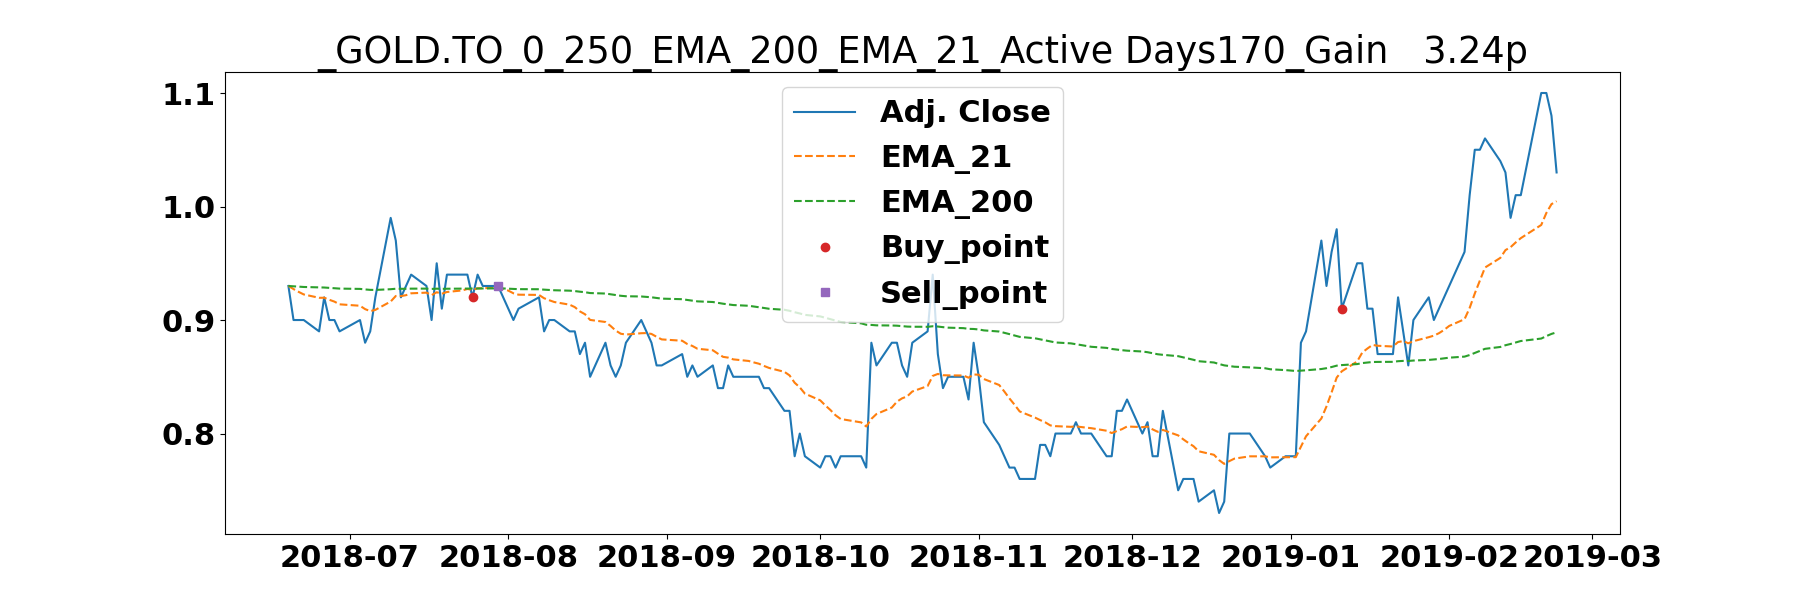 _GOLD.TO_0_250_EMA_200_EMA_21_Active Days170_Gain   3.24p
1.1
1.0
0.9
0.8
Adj. Close
EMA_21
EMA_200
Buy_point
Sell_point
2018-07 2018-08 2018-09 2018-10 2018-11 2018-12 2019-01 2019-02 2019-03